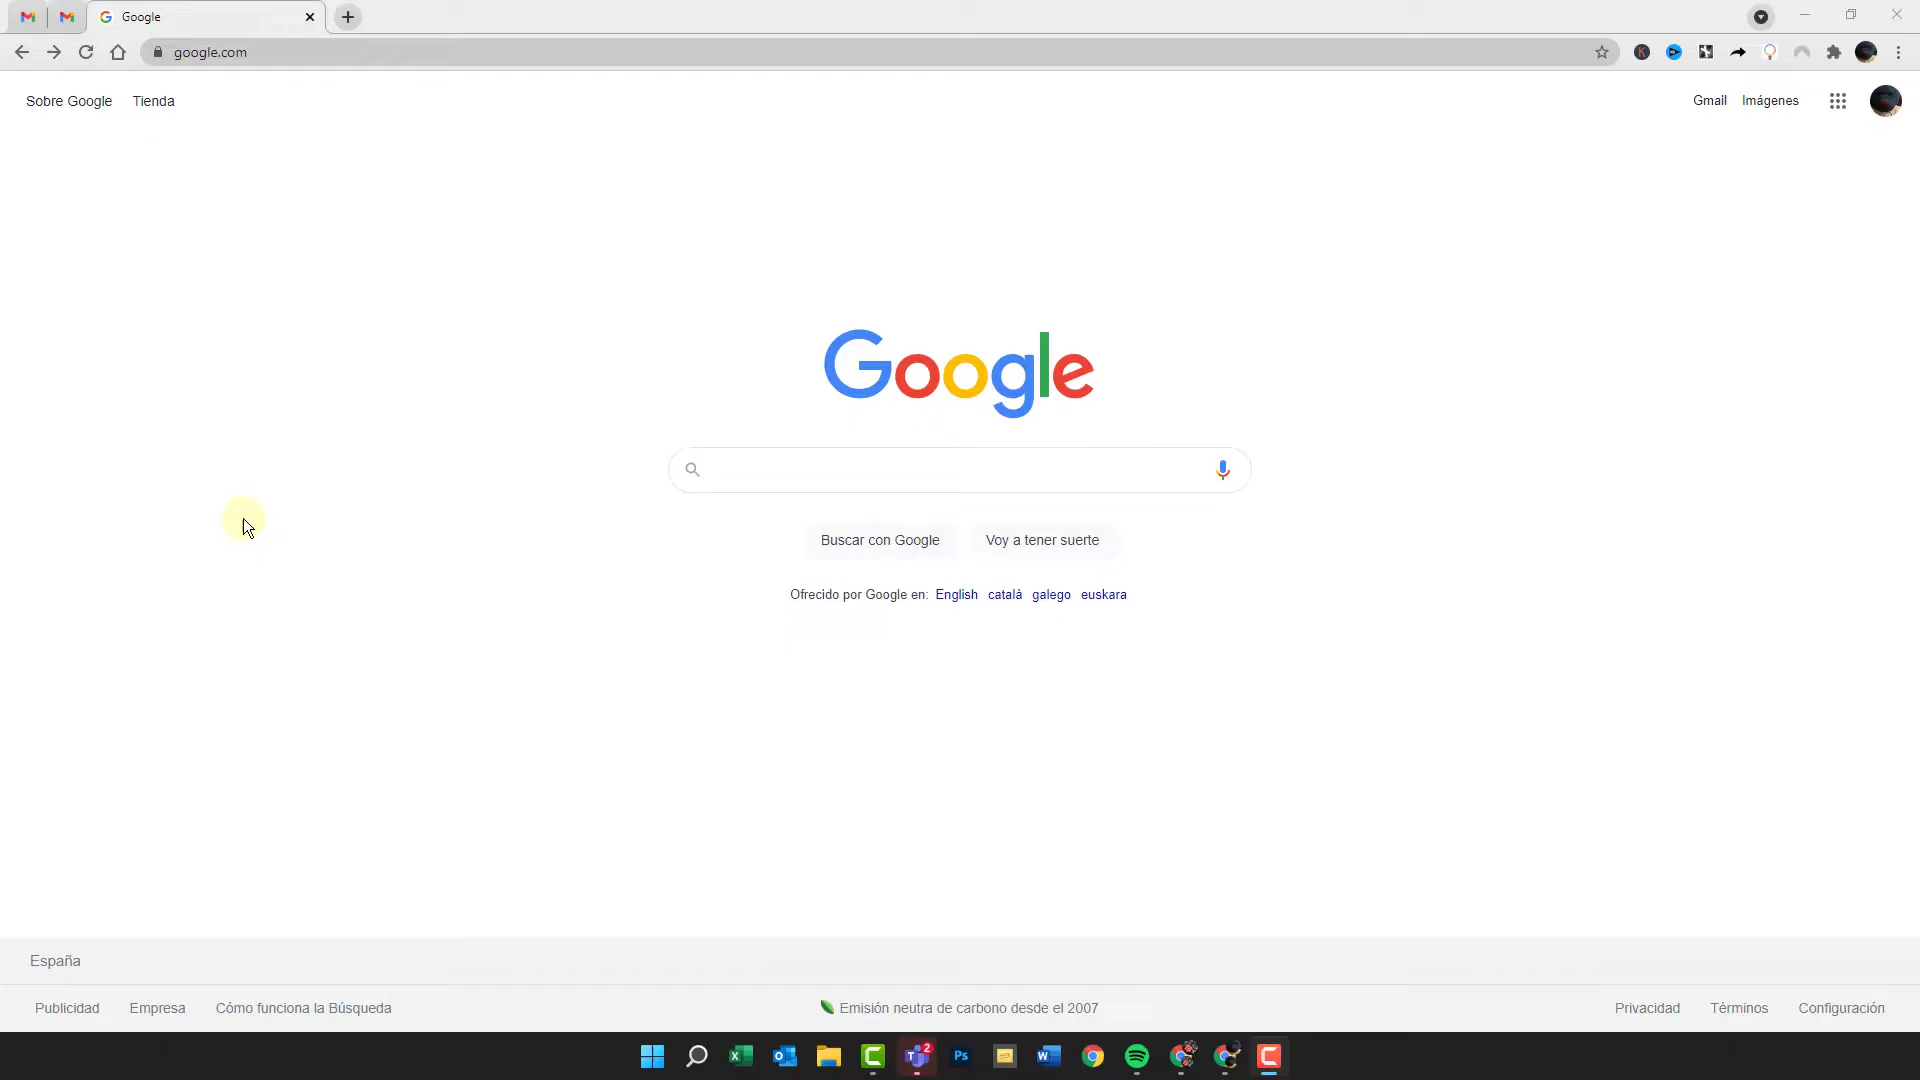 Google
google.com
Sobre Google Tienda
Gmail Imágenes
Google
Buscar con Google Voy a tener suerte
Ofrecido por Google en: English català galego euskara
España
Publicidad Empresa Cómo funciona la Búsqueda
Emisión neutra de carbono desde el 2007
Privacidad Términos Configuración
2
Ps